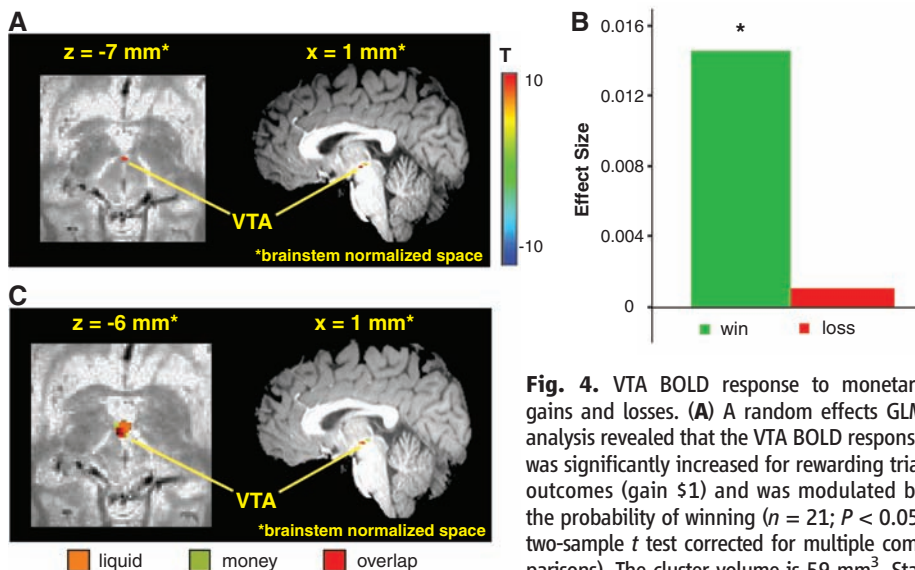 A
z = -7 mm*
x = 1 mm*
T
10
-10
VTA
*brainstem normalized space
B
0.016
0.012
0.008
0.004
0
Effect Size
*
win
loss
C
z = -6 mm*
x = 1 mm*
VTA
*brainstem normalized space
liquid
money
overlap
Fig. 4. VTA BOLD response to monetar
gains and losses. (A) A random effects GLM
analysis revealed that the VTA BOLD respons
was significantly increased for rewarding tria
outcomes (gain $1) and was modulated b
the probability of winning (n = 21; P < 0.05
two-sample t test corrected for multiple com
parisons). The cluster volume is 59 mm³. Sta